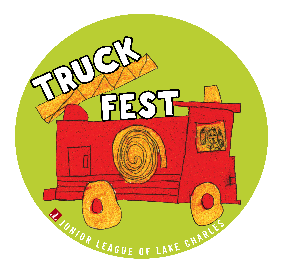 TRUCK
FEST
JUNIOR LEAGUE OF LAKE CHARLES